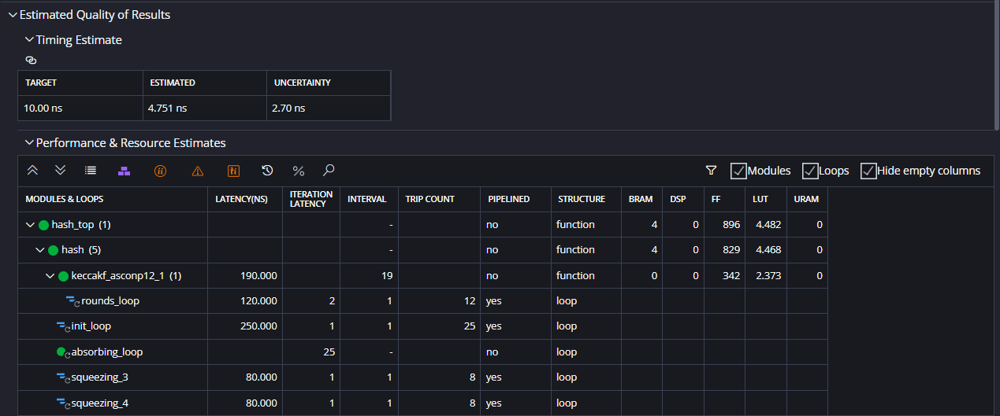 Estimated Quality of Results
Timing Estimate
TARGET ESTIMATED UNCERTAINTY
10.00 ns 4.751 ns 2.70 ns
Performance & Resource Estimates
% Modules Loops Hide empty columns
MODULES & LOOPS LATENCY(NS) ITERATION LATENCY INTERVAL TRIP COUNT PIPELINED STRUCTURE BRAM DSP FF LUT URAM
hash_top (1) - no function 4 0 896 4.482 0
hash (5) - no function 4 0 829 4.468 0
keccakf_asconp12_1 (1) 190.000 19 no function 0 0 342 2.373 0
rounds_loop 120.000 2 1 12 yes loop
init_loop 250.000 1 1 25 yes loop
absorbing_loop 25 - no loop
squeezing_3 80.000 1 1 8 yes loop
squeezing_4 80.000 1 1 8 yes loop